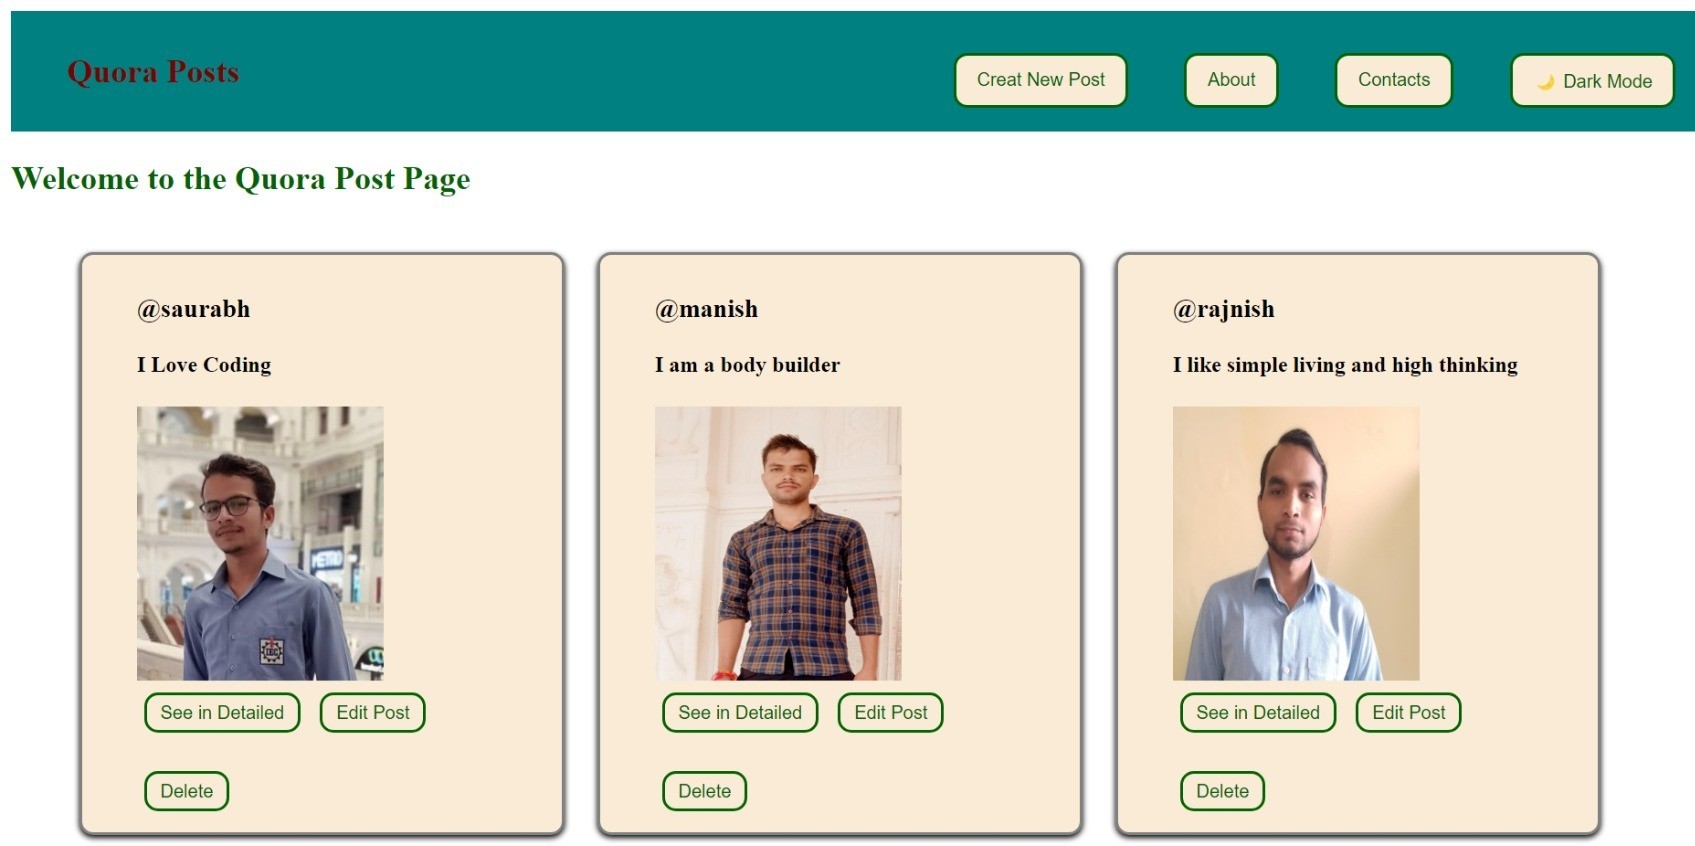 Quora Posts
Creat New Post
About
Contacts
🌙 Dark Mode
Welcome to the Quora Post Page
@saurabh
I Love Coding
METRO
See in Detailed
Edit Post
Delete
@manish
I am a body builder
See in Detailed
Edit Post
Delete
@rajnish
I like simple living and high thinking
See in Detailed
Edit Post
Delete